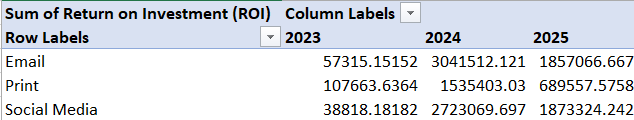 Sum of Return on Investment (ROI) Column Labels
Row Labels 2023 2024 2025
Email 57315.15152 3041512.121 1857066.667
Print 107663.6364 1535403.03 689557.5758
Social Media 38818.18182 2723069.697 1873324.242